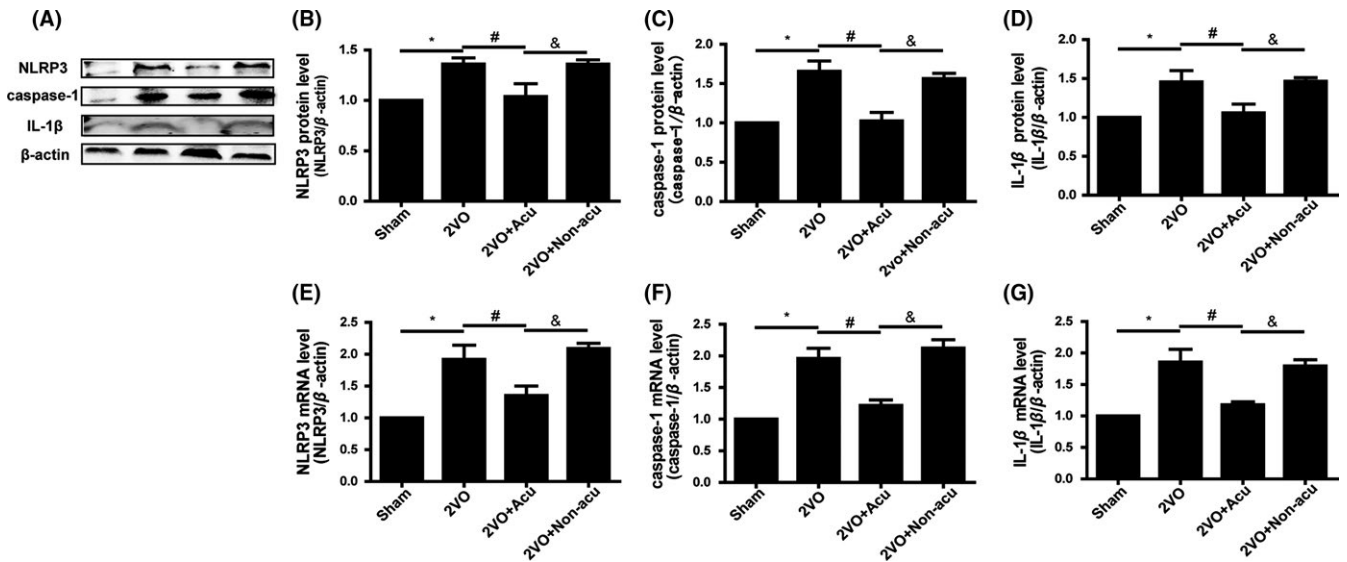 (A)
NLRP3
caspase-1
IL-1β
β-actin
(B)
NLRP3 protein level
(NLRP3/β-actin)
1.5
1.0
0.5
0.0
* # &
Sham
2VO
2VO+Acu
2VO+Non-acu
(C)
caspase-1 protein level
(caspase-1/β-actin)
2.0
1.5
1.0
0.5
0.0
* # &
Sham
2VO
2VO+Acu
2vo+Non-acu
(D)
IL-1β protein level
(IL-1β/β-actin)
2.0
1.5
1.0
0.5
0.0
* # &
Sham
2VO
2VO+Acu
2VO+Non-acu
(E)
NLRP3 mRNA level
(NLRP3/β-actin)
2.5
2.0
1.5
1.0
0.5
0.0
* # &
Sham
2VO
2VO+Acu
2VO+Non-acu
(F)
caspase-1 mRNA level
(caspase-1/β-actin)
2.5
2.0
1.5
1.0
0.5
0.0
* # &
Sham
2VO
2VO+Acu
2VO+Non-acu
(G)
IL-1β mRNA level
(IL-1β/β-actin)
2.5
2.0
1.5
1.0
0.5
0.0
* # &
Sham
2VO
2VO+Acu
2VO+Non-acu